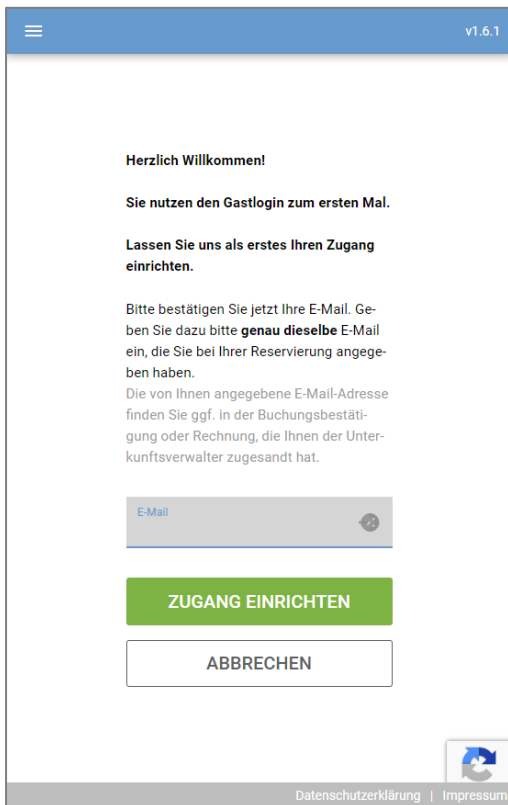 v1.6.1
Herzlich Willkommen!
Sie nutzen den Gastlogin zum ersten Mal.
Lassen Sie uns als erstes Ihren Zugang
einrichten.
Bitte bestätigen Sie jetzt Ihre E-Mail. Ge-
ben Sie dazu bitte genau dieselbe E-Mail
ein, die Sie bei Ihrer Reservierung angege-
ben haben.
Die von Ihnen angegebene E-Mail-Adresse
finden Sie ggf. in der Buchungsbestäti-
gung oder Rechnung, die Ihnen der Unter-
kunftsverwalter zugesandt hat.
E-Mail
ZUGANG EINRICHTEN
ABBRECHEN
Datenschutzerklärung | Impressum